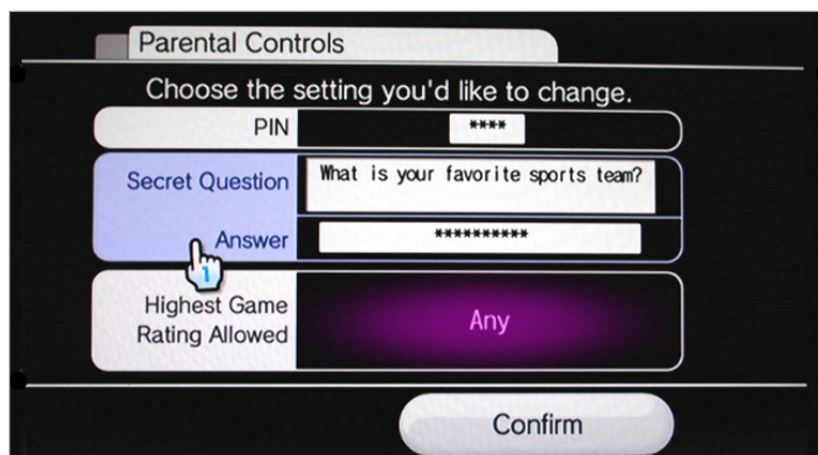 Parental Controls
Choose the setting you'd like to change.
PIN
****
Secret Question
What is your favorite sports team?
Answer
**********
1
Highest Game
Rating Allowed
Any
Confirm